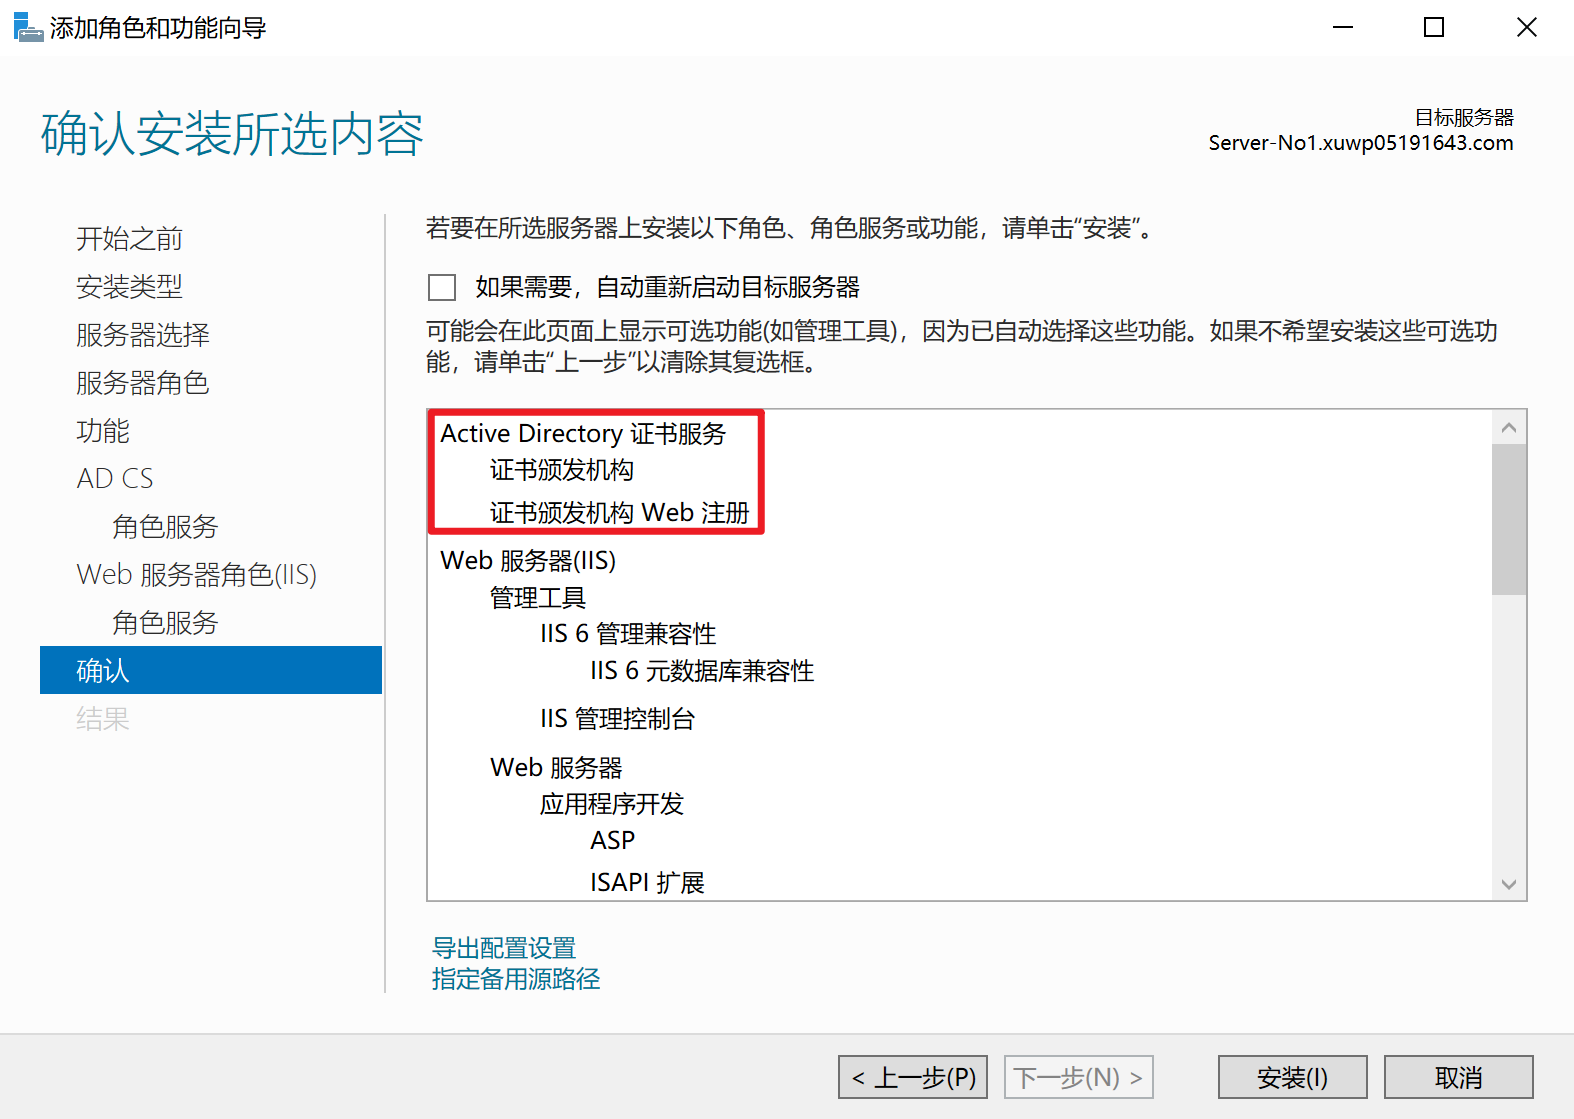 添加角色和功能向导
确认安装所选内容
目标服务器
Server-No1.xuwp05191643.com
开始之前
安装类型
服务器选择
服务器角色
功能
AD CS
角色服务
Web 服务器角色(IIS)
角色服务
确认
结果
若要在所选服务器上安装以下角色、角色服务或功能，请单击“安装”。
如果需要，自动重新启动目标服务器
可能会在此页面上显示可选功能(如管理工具)，因为已自动选择这些功能。如果不希望安装这些可选功
能，请单击“上一步”以清除其复选框。
Active Directory 证书服务
证书颁发机构
证书颁发机构 Web 注册
Web 服务器(IIS)
管理工具
IIS 6 管理兼容性
IIS 6 元数据库兼容性
IIS 管理控制台
Web 服务器
应用程序开发
ASP
ISAPI 扩展
导出配置设置
指定备用源路径
< 上一步(P)
下一步(N) >
安装(I)
取消